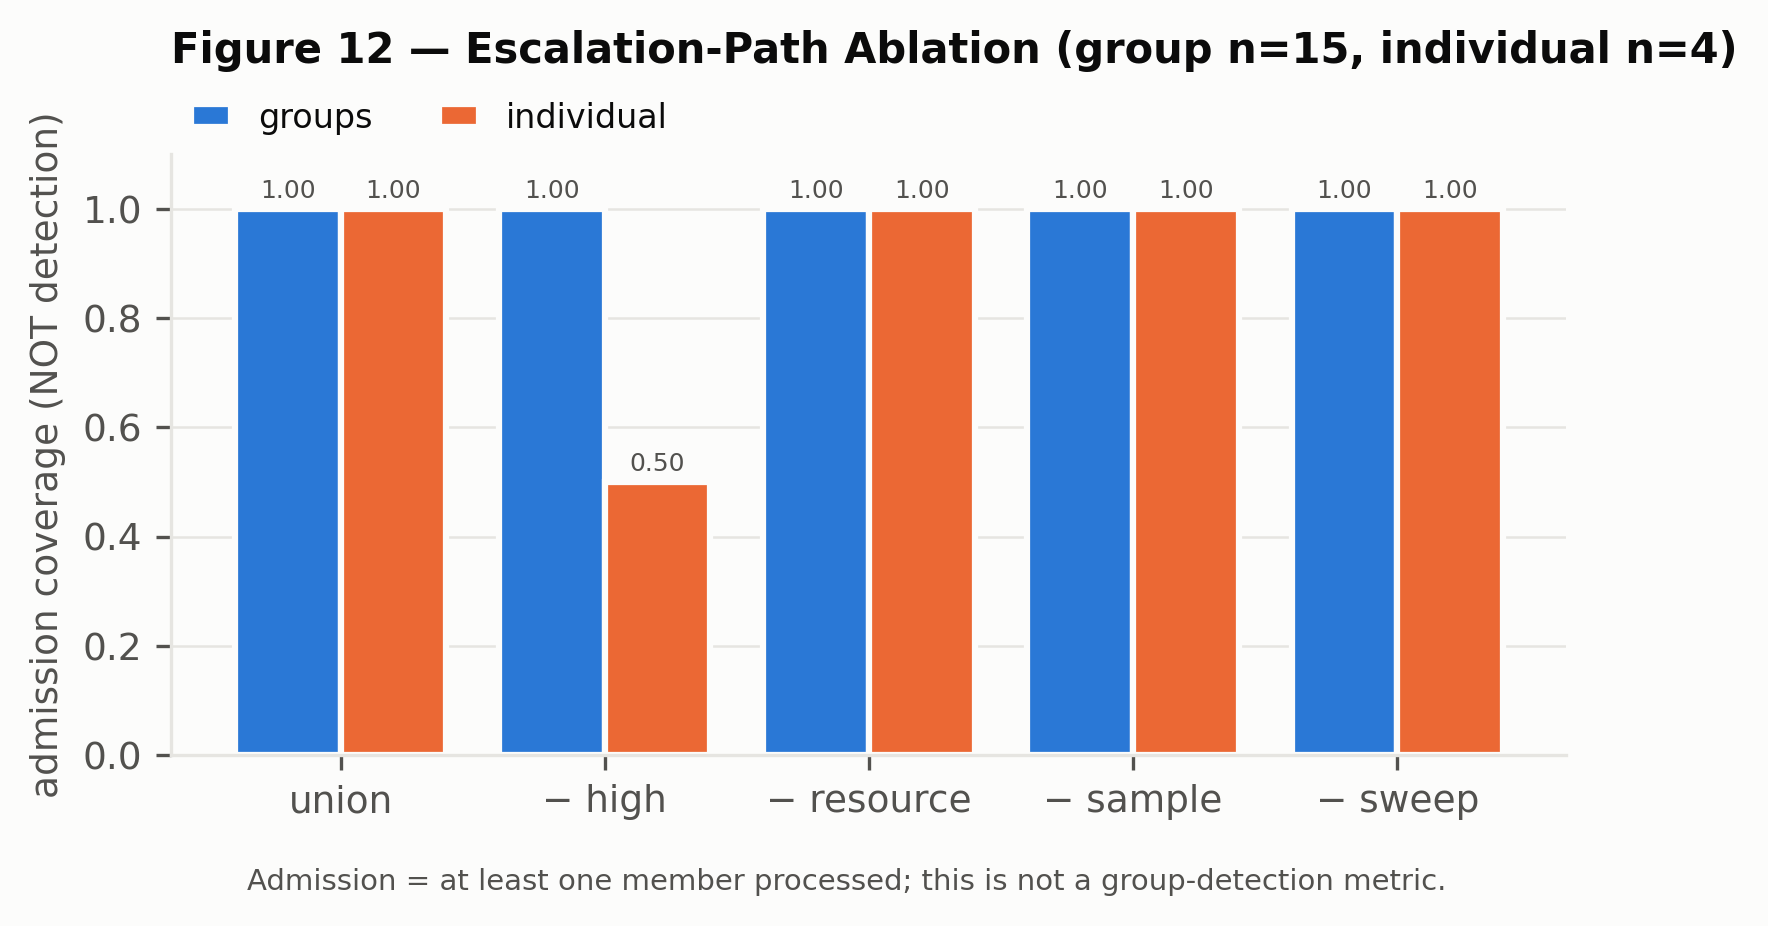 Figure 12 — Escalation-Path Ablation (group n=15, individual n=4)
groups individual
admission coverage (NOT detection)
1.00 1.00 1.00 1.00 1.00 1.00 1.00 1.00 1.00
1.0
0.8
0.6
0.50
0.4
0.2
0.0
union − high − resource − sample − sweep
Admission = at least one member processed; this is not a group-detection metric.